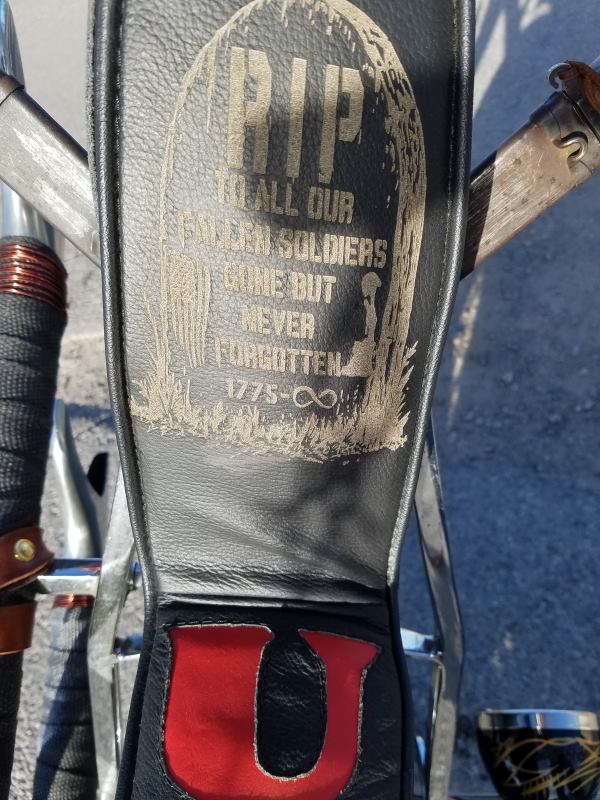 RIP
TO ALL OUR
FALLEN SOLDIERS
GONE BUT
NEVER
FORGOTTEN
1775-∞
U